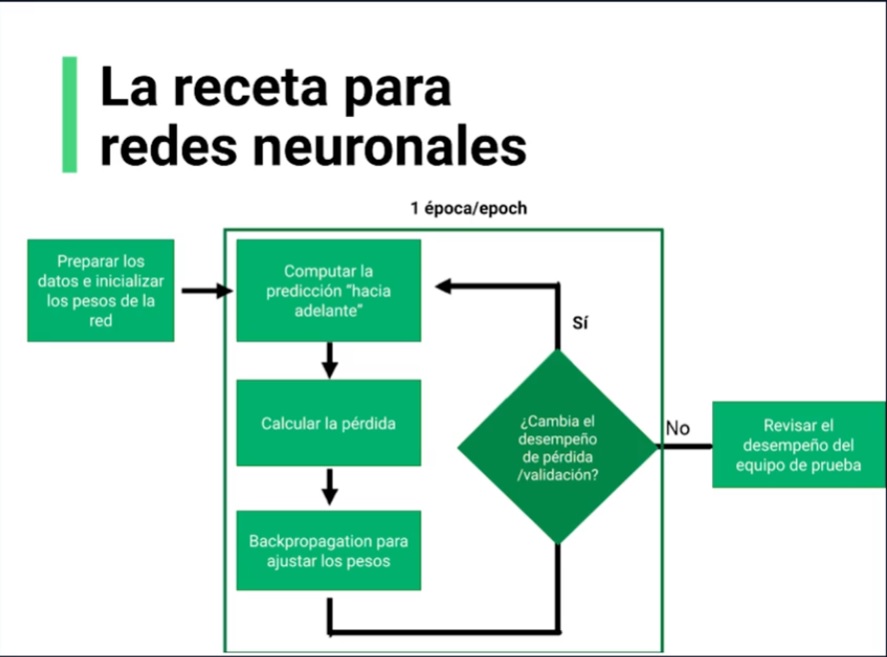 La receta para
redes neuronales
1 época/epoch
Preparar los
datos e inicializar
los pesos de la
red
Computar la
predicción "hacia
adelante"
Calcular la pérdida
Backpropagation para
ajustar los pesos
¿Cambia el
desempeño
de pérdida
/validación?
Sí
No
Revisar el
desempeño del
equipo de prueba